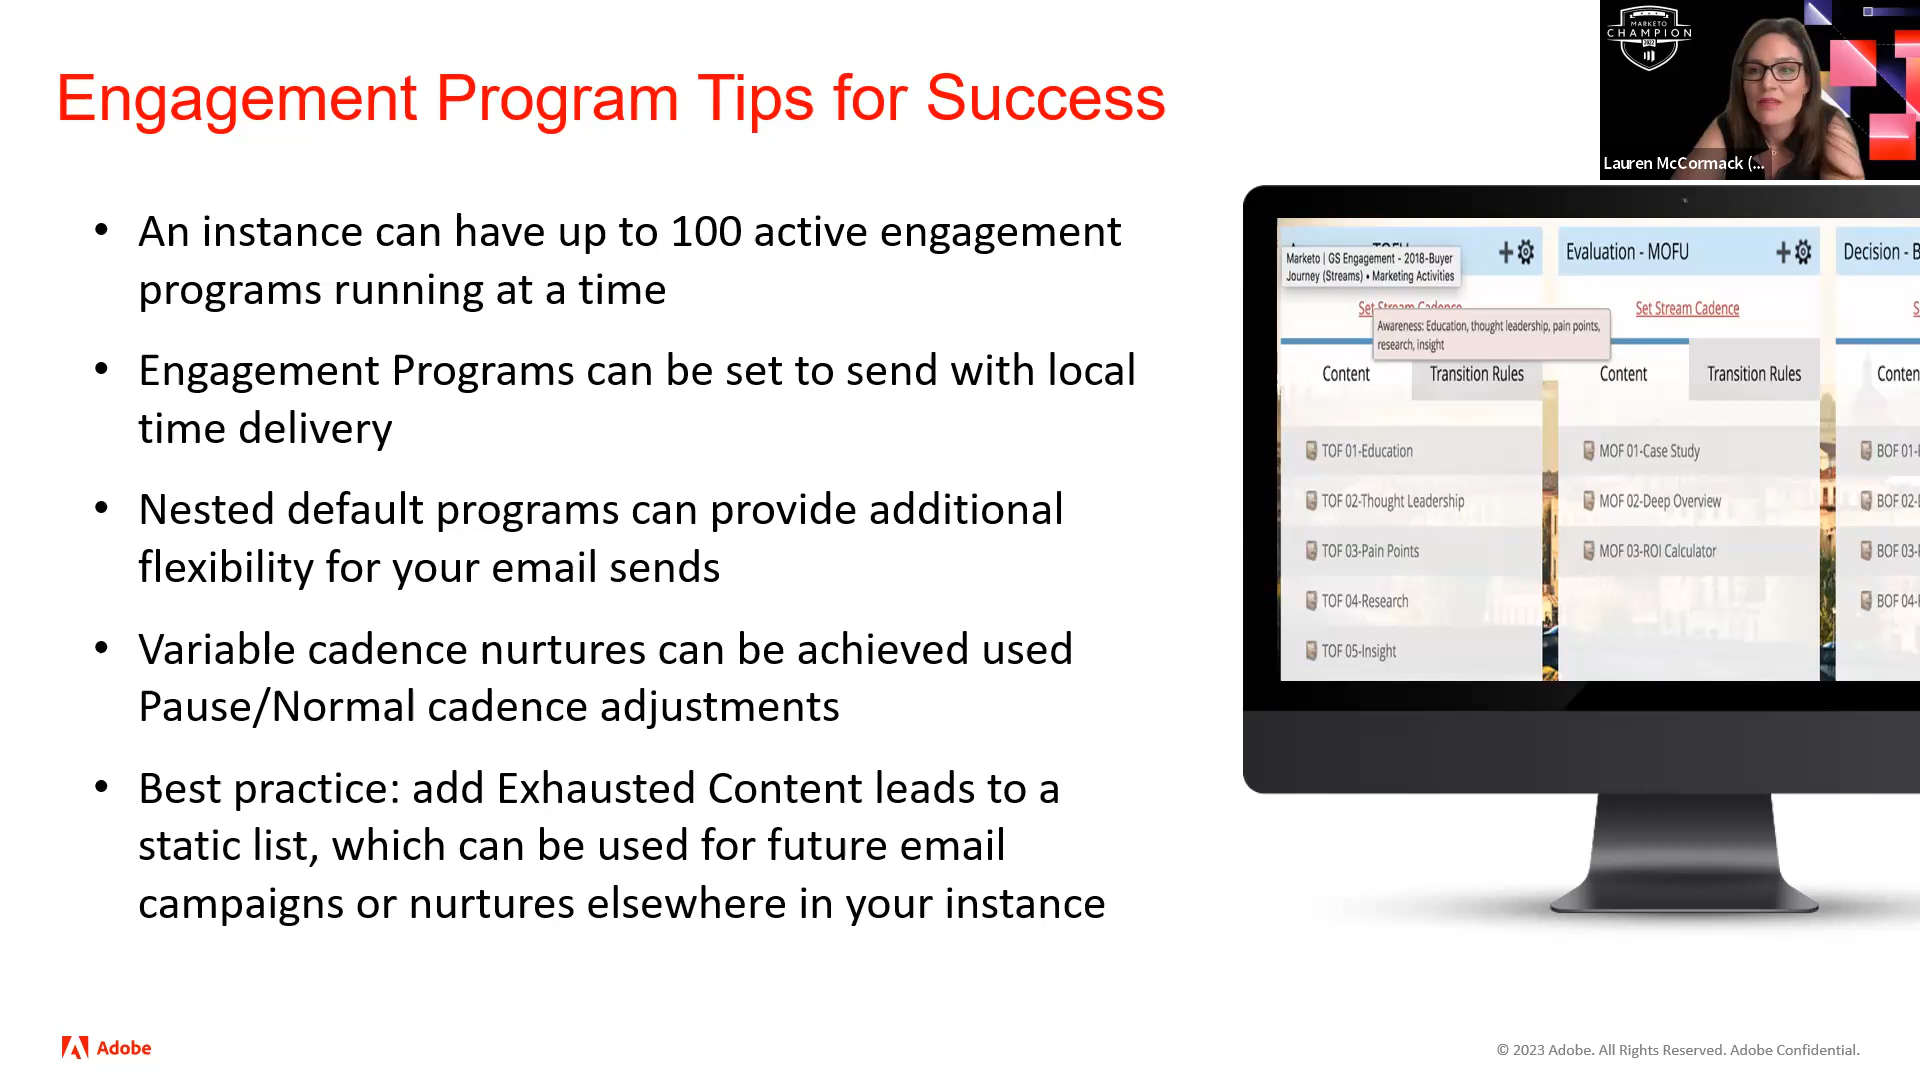 Engagement Program Tips for Success
MARKETO
CHAMPION
2022
Lauren McCormack (...
• An instance can have up to 100 active engagement
programs running at a time
• Engagement Programs can be set to send with local
time delivery
• Nested default programs can provide additional
flexibility for your email sends
• Variable cadence nurtures can be achieved used
Pause/Normal cadence adjustments
• Best practice: add Exhausted Content leads to a
static list, which can be used for future email
campaigns or nurtures elsewhere in your instance
Marketo | GS Engagement - 2018-Buyer
Journey (Streams) • Marketing Activities
Set Stream Cadence
Awareness: Education, thought leadership, pain points,
research, insight
Content Transition Rules
TOF 01-Education
TOF 02-Thought Leadership
TOF 03-Pain Points
TOF 04-Research
TOF 05-Insight
Evaluation - MOFU
Set Stream Cadence
Content Transition Rules
MOF 01-Case Study
MOF 02-Deep Overview
MOF 03-ROI Calculator
Decision - B
S
Conten
BOF 01-
BOF 02-
BOF 03-
BOF 04-
Adobe
© 2023 Adobe. All Rights Reserved. Adobe Confidential.